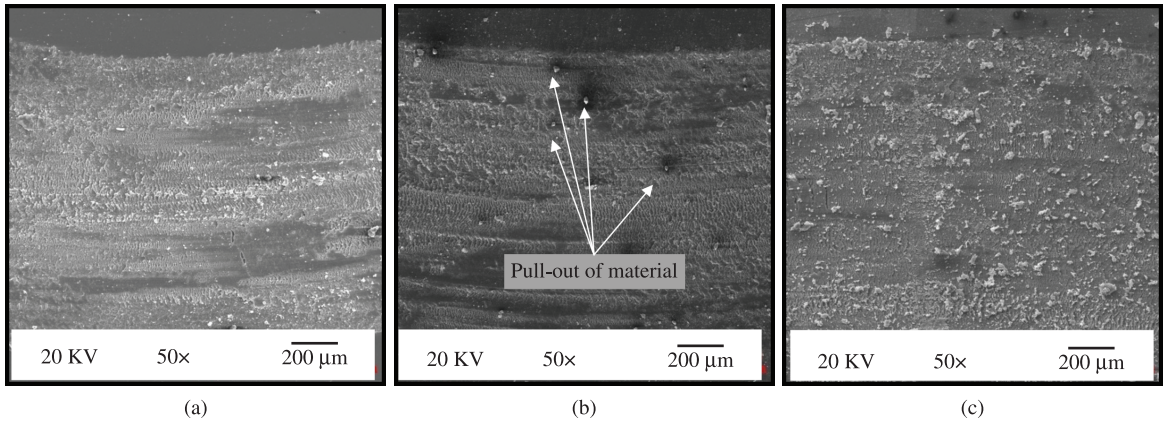 Pull-out of material
20 KV 50× 200 µm
20 KV 50× 200 µm
20 KV 50× 200 µm
(a)
(b)
(c)